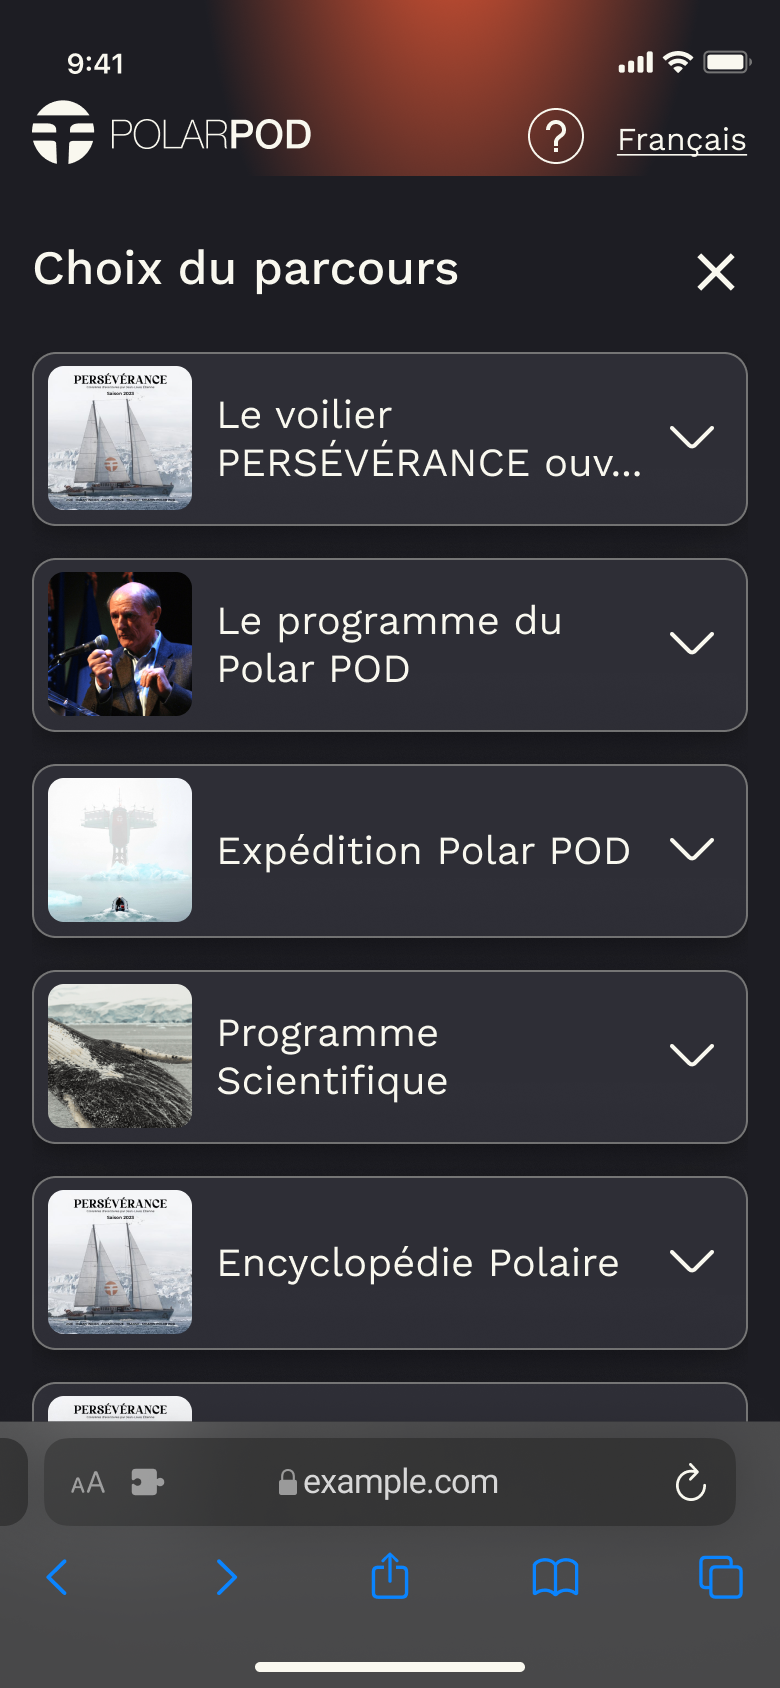 9:41
POLARPOD
?
Français
Choix du parcours
PERSÉVÉRANCE
Saison 2023
Le voilier
PERSÉVÉRANCE ouv...
Le programme du
Polar POD
Expédition Polar POD
Programme
Scientifique
PERSÉVÉRANCE
Saison 2023
Encyclopédie Polaire
PERSÉVÉRANCE
AA
example.com